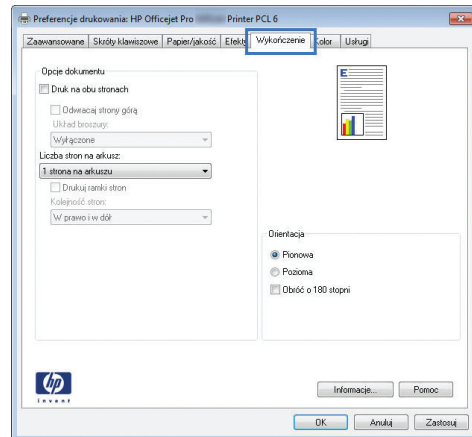 Preferencje drukowania: HP Officejet Pro Printer PCL 6
Zaawansowane Skróty klawiszowe Papier/jakość Efekty Wykończenie Kolor Usługi
Opcje dokumentu
Druk na obu stronach
Odwracaj strony górą
Układ broszury:
Wyłączone
Liczba stron na arkusz:
1 strona na arkuszu
Drukuj ramki stron
Kolejność stron:
W prawo i w dół
E
Orientacja
Pionowa
Pozioma
Obróć o 180 stopni
hp
invent
Informacje... Pomoc
OK Anuluj Zastosuj